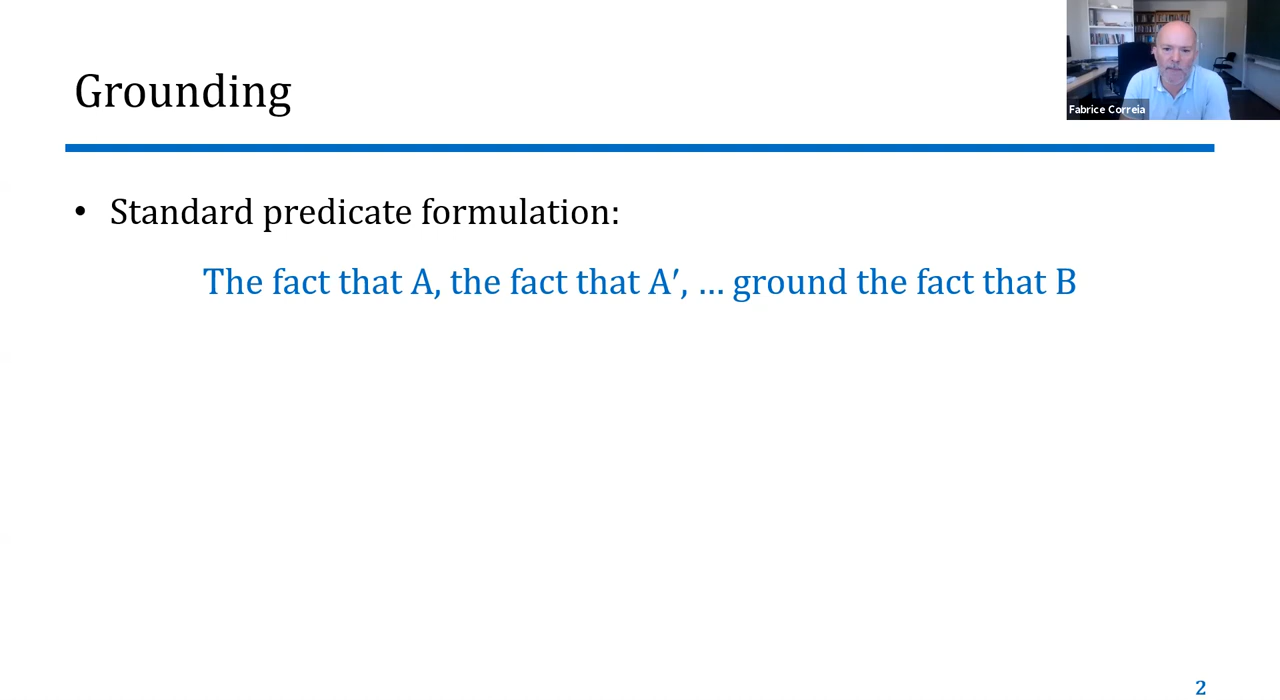 Grounding
Fabrice Correia
• Standard predicate formulation:
The fact that A, the fact that A′, … ground the fact that B
2